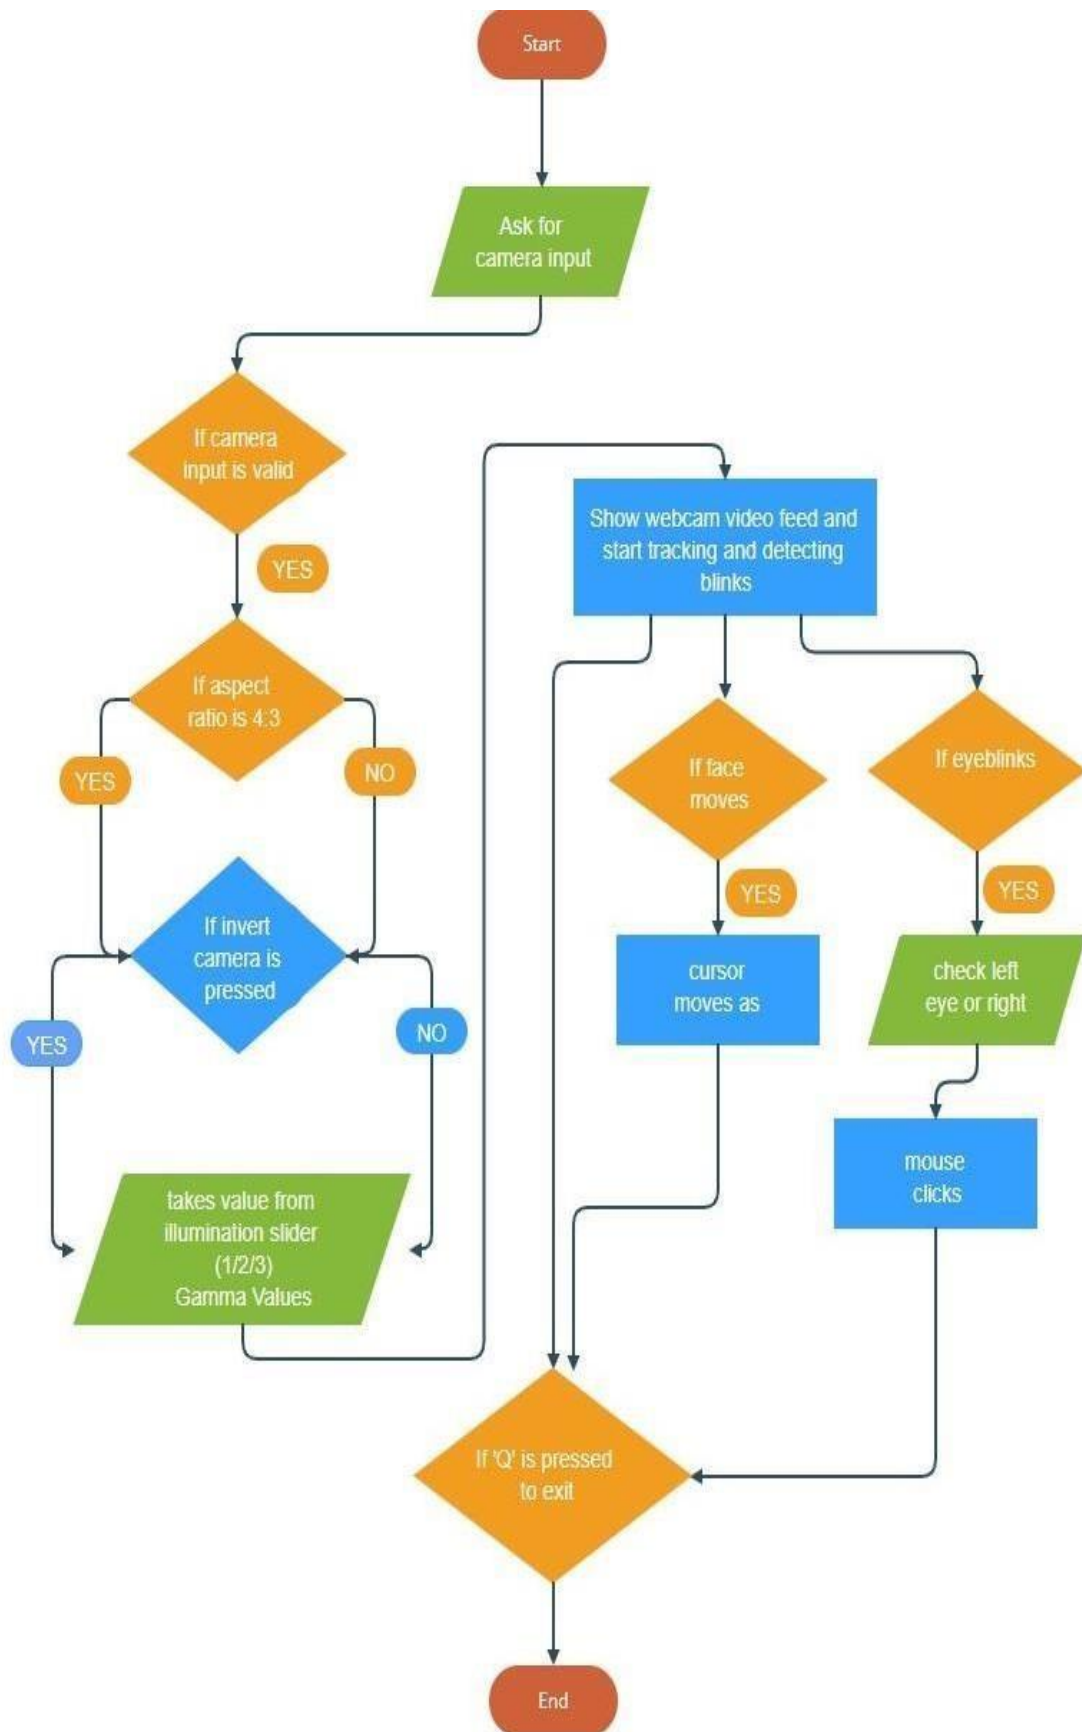 Start
Ask for
camera input
If camera
input is valid
YES
If aspect
ratio is 4:3
YES
NO
If invert
camera is
pressed
YES
NO
takes value from
illumination slider
(1/2/3)
Gamma Values
Show webcam video feed and
start tracking and detecting
blinks
If face
moves
If eyeblinks
YES
YES
cursor
moves as
check left
eye or right
mouse
clicks
If 'Q' is pressed
to exit
End